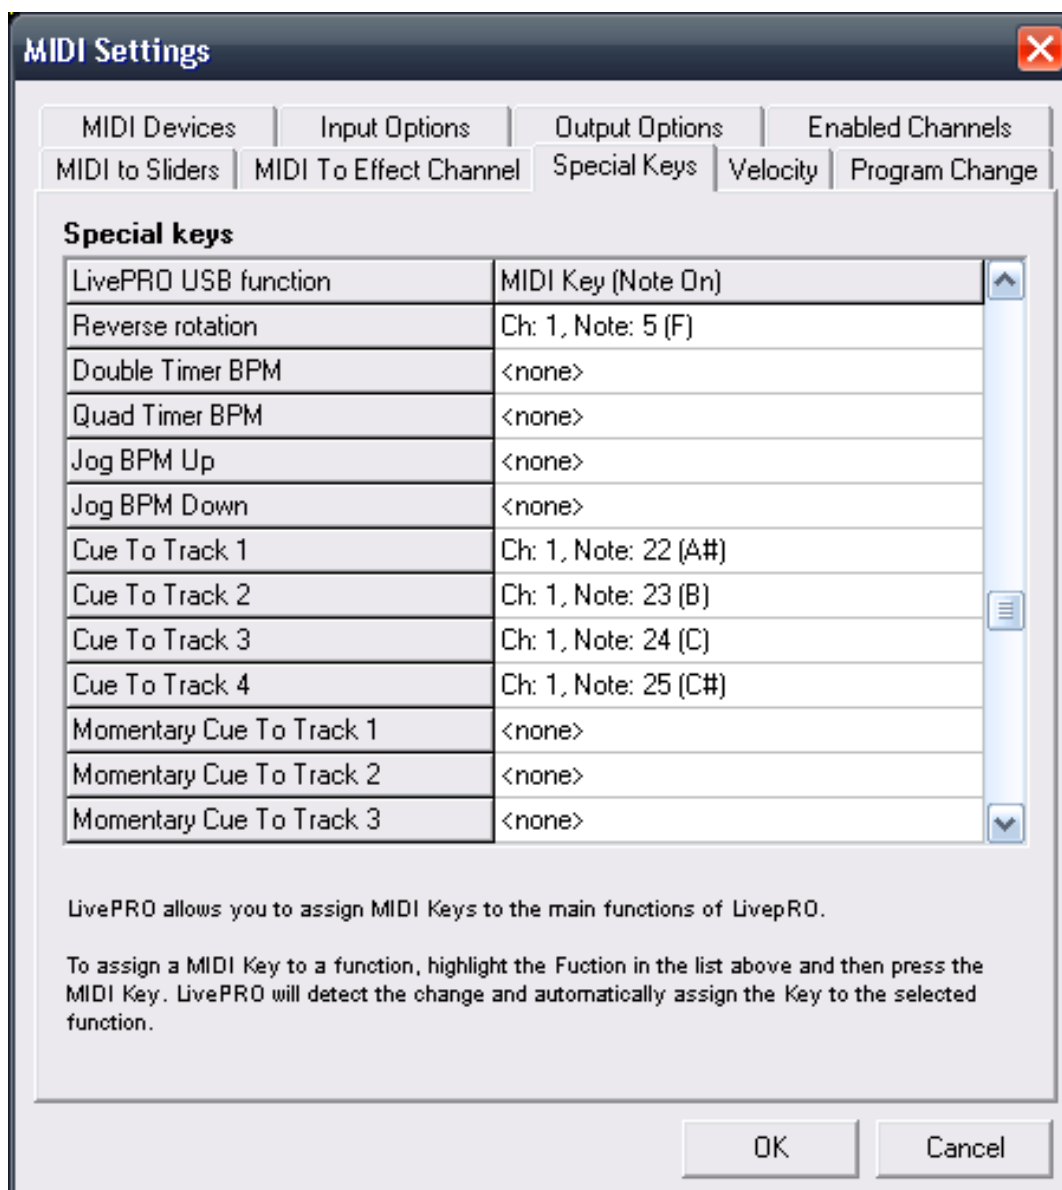 MIDI Settings
MIDI Devices Input Options Output Options Enabled Channels
MIDI to Sliders MIDI To Effect Channel Special Keys Velocity Program Change
Special keys
LivePRO USB function MIDI Key (Note On)
Reverse rotation Ch: 1, Note: 5 (F)
Double Timer BPM <none>
Quad Timer BPM <none>
Jog BPM Up <none>
Jog BPM Down <none>
Cue To Track 1 Ch: 1, Note: 22 (A#)
Cue To Track 2 Ch: 1, Note: 23 (B)
Cue To Track 3 Ch: 1, Note: 24 (C)
Cue To Track 4 Ch: 1, Note: 25 (C#)
Momentary Cue To Track 1 <none>
Momentary Cue To Track 2 <none>
Momentary Cue To Track 3 <none>
LivePRO allows you to assign MIDI Keys to the main functions of LivepRO.
To assign a MIDI Key to a function, highlight the Fuction in the list above and then press the
MIDI Key. LivePRO will detect the change and automatically assign the Key to the selected
function.
OK Cancel